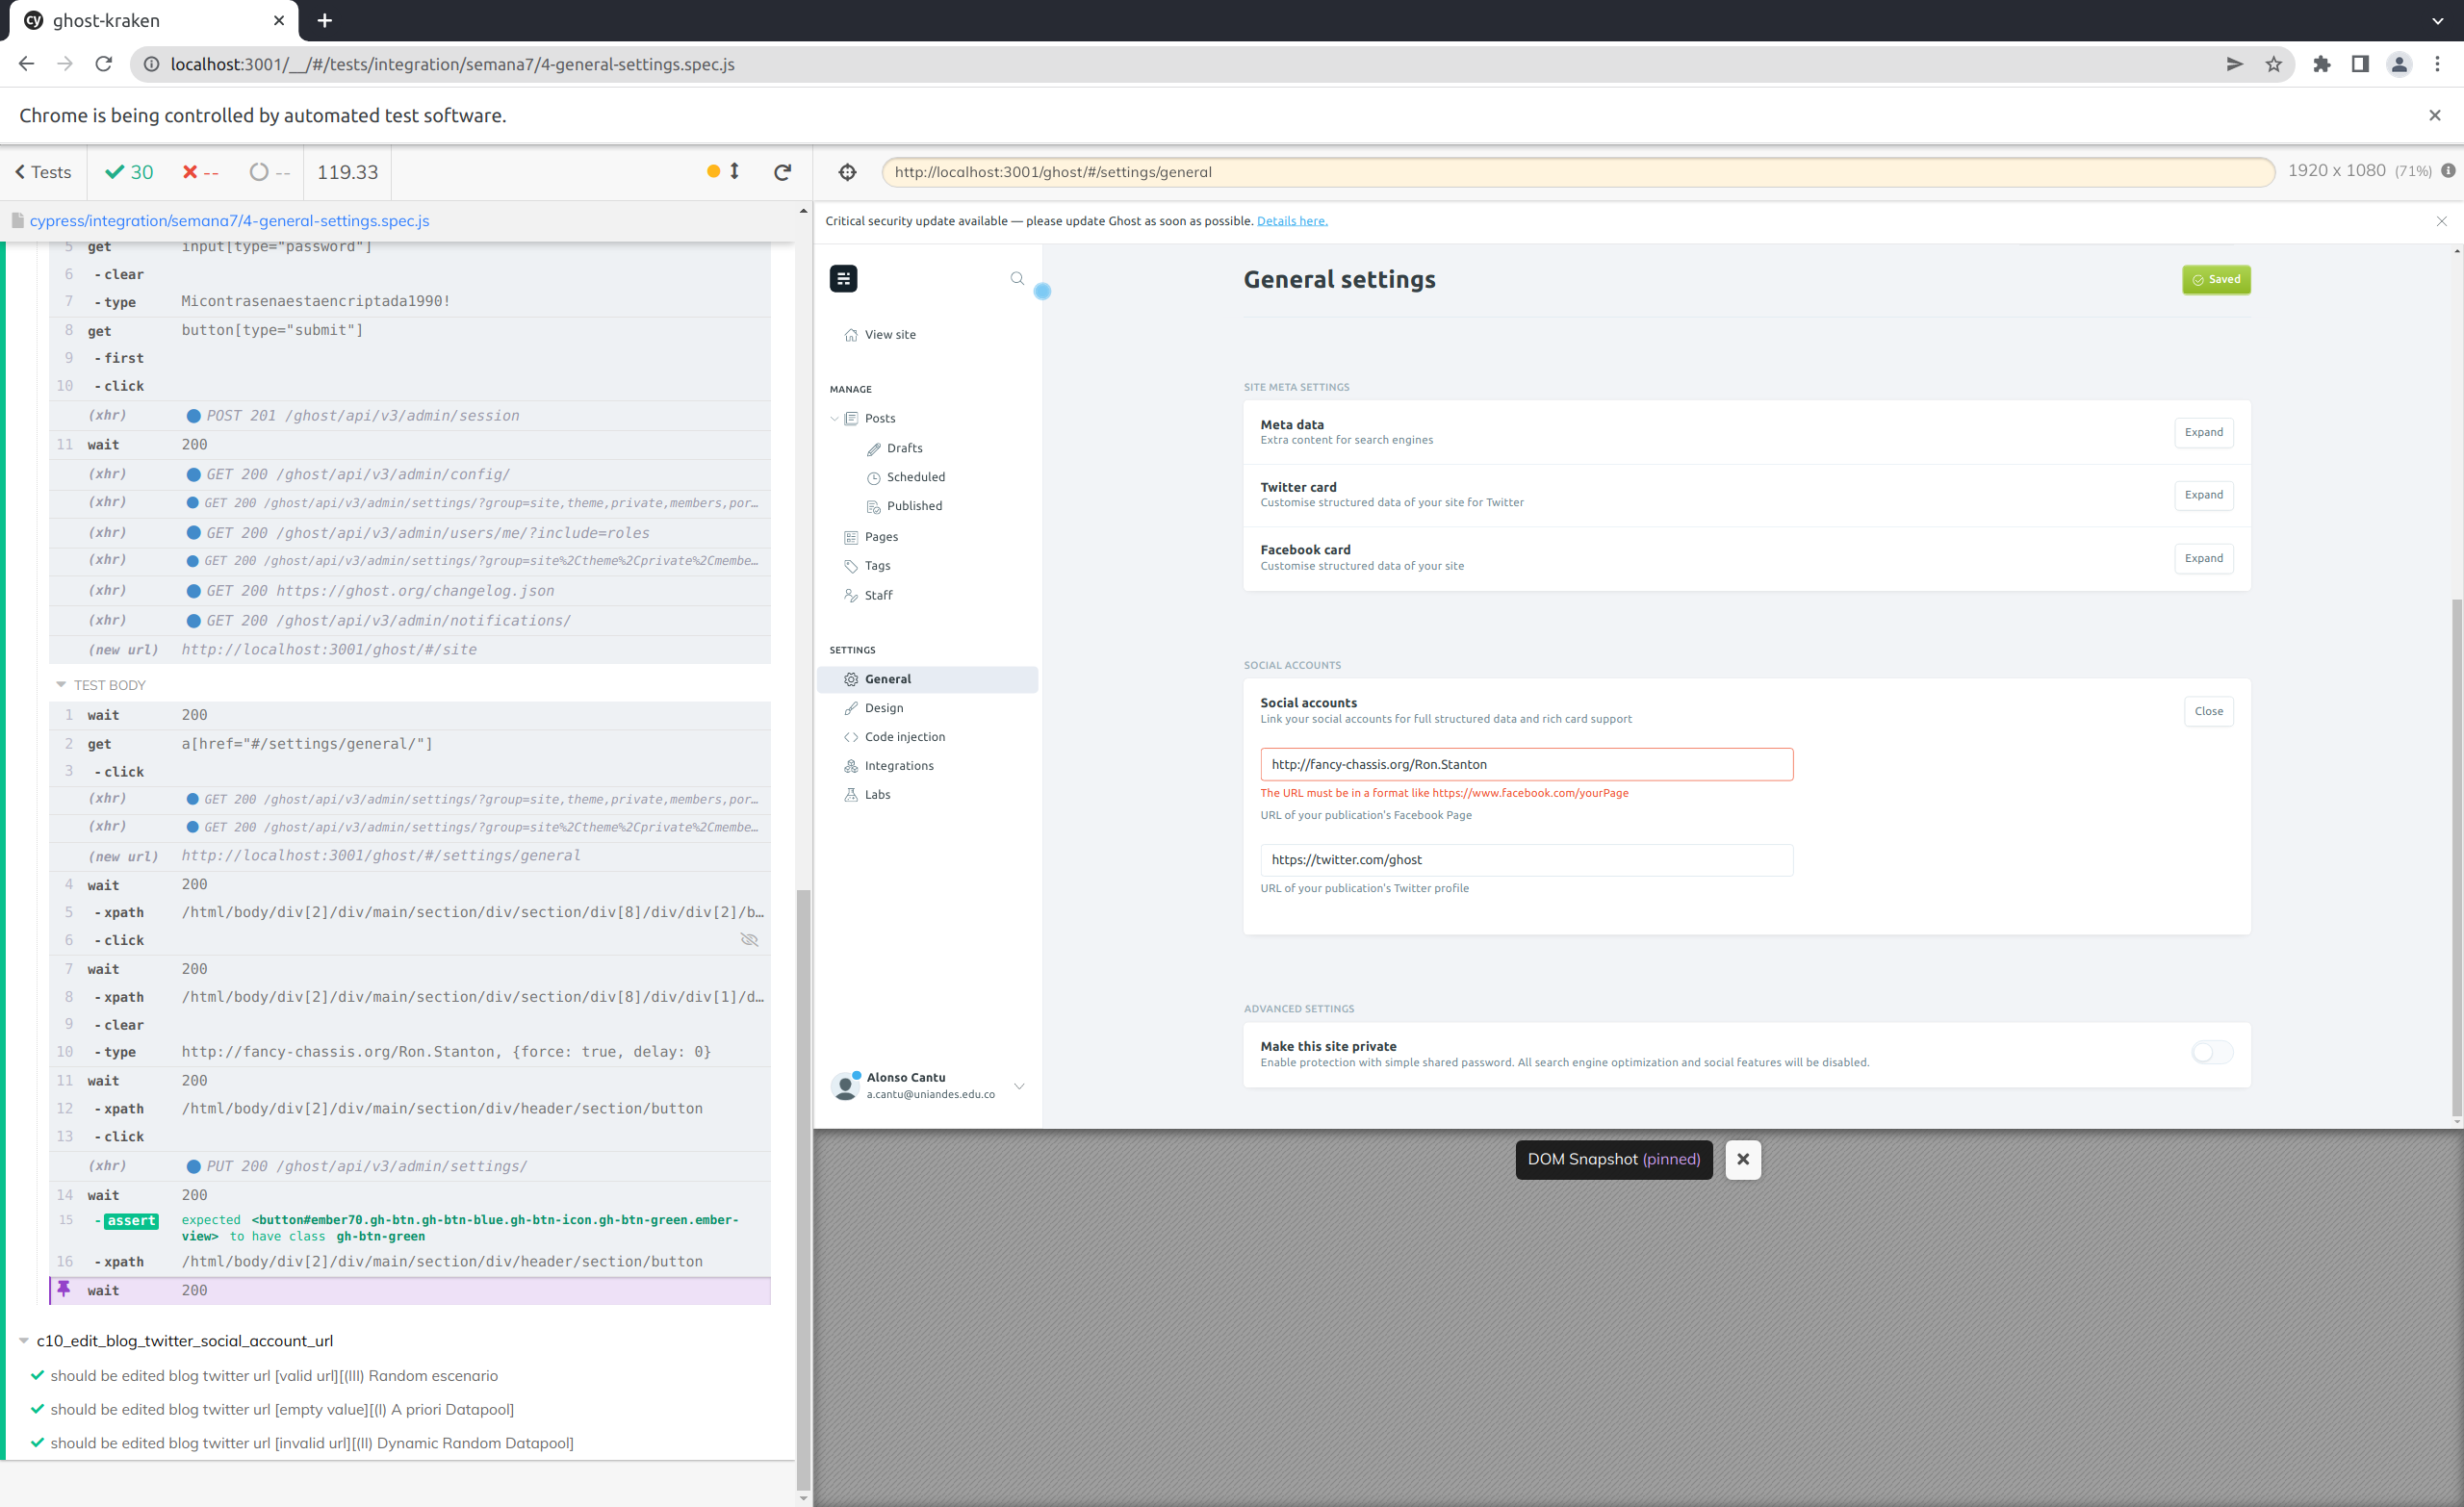 ghost-kraken
localhost:3001/__/#/tests/integration/semana7/4-general-settings.spec.js
Chrome is being controlled by automated test software.
Tests 30 -- -- 119.33
cypress/integration/semana7/4-general-settings.spec.js
5 get input[type="password"]
6 - clear
7 - type Micontrasenaestaencriptada1990!
8 get button[type="submit"]
9 - first
10 - click
(xhr) POST 201 /ghost/api/v3/admin/session
11 wait 200
(xhr) GET 200 /ghost/api/v3/admin/config/
(xhr) GET 200 /ghost/api/v3/admin/settings/?group=site,theme,private,members,por…
(xhr) GET 200 /ghost/api/v3/admin/users/me/?include=roles
(xhr) GET 200 /ghost/api/v3/admin/settings/?group=site%2Ctheme%2Cprivate%2Cmembe…
(xhr) GET 200 https://ghost.org/changelog.json
(xhr) GET 200 /ghost/api/v3/admin/notifications/
(new url) http://localhost:3001/ghost/#/site
TEST BODY
1 wait 200
2 get a[href="#/settings/general/"]
3 - click
(xhr) GET 200 /ghost/api/v3/admin/settings/?group=site,theme,private,members,por…
(xhr) GET 200 /ghost/api/v3/admin/settings/?group=site%2Ctheme%2Cprivate%2Cmembe…
(new url) http://localhost:3001/ghost/#/settings/general
4 wait 200
5 - xpath /html/body/div[2]/div/main/section/div/section/div[8]/div/div[2]/b…
6 - click
7 wait 200
8 - xpath /html/body/div[2]/div/main/section/div/section/div[8]/div/div[1]/d…
9 - clear
10 - type http://fancy-chassis.org/Ron.Stanton, {force: true, delay: 0}
11 wait 200
12 - xpath /html/body/div[2]/div/main/section/div/header/section/button
13 - click
(xhr) PUT 200 /ghost/api/v3/admin/settings/
14 wait 200
15 - assert expected <button#ember70.gh-btn.gh-btn-blue.gh-btn-icon.gh-btn-green.ember-
view> to have class gh-btn-green
16 - xpath /html/body/div[2]/div/main/section/div/header/section/button
wait 200
c10_edit_blog_twitter_social_account_url
should be edited blog twitter url [valid url][(III) Random escenario
should be edited blog twitter url [empty value][(I) A priori Datapool]
should be edited blog twitter url [invalid url][(II) Dynamic Random Datapool]
http://localhost:3001/ghost/#/settings/general
1920 x 1080 (71%)
Critical security update available — please update Ghost as soon as possible. Details here.
View site
MANAGE
Posts
Drafts
Scheduled
Published
Pages
Tags
Staff
SETTINGS
General
Design
Code injection
Integrations
Labs
Alonso Cantu
a.cantu@uniandes.edu.co
General settings
Saved
SITE META SETTINGS
Meta data
Extra content for search engines
Expand
Twitter card
Customise structured data of your site for Twitter
Expand
Facebook card
Customise structured data of your site
Expand
SOCIAL ACCOUNTS
Social accounts
Link your social accounts for full structured data and rich card support
Close
http://fancy-chassis.org/Ron.Stanton
The URL must be in a format like https://www.facebook.com/yourPage
URL of your publication's Facebook Page
https://twitter.com/ghost
URL of your publication's Twitter profile
ADVANCED SETTINGS
Make this site private
Enable protection with simple shared password. All search engine optimization and social features will be disabled.
DOM Snapshot (pinned)